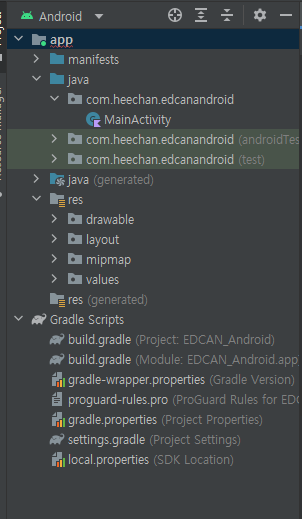 Android
app
manifests
java
com.heechan.edcanandroid
MainActivity
com.heechan.edcanandroid (androidTes
com.heechan.edcanandroid (test)
java (generated)
res
drawable
layout
mipmap
values
res (generated)
Gradle Scripts
build.gradle (Project: EDCAN_Android)
build.gradle (Module: EDCAN_Android.app
gradle-wrapper.properties (Gradle Version)
proguard-rules.pro (ProGuard Rules for EDC
gradle.properties (Project Properties)
settings.gradle (Project Settings)
local.properties (SDK Location)